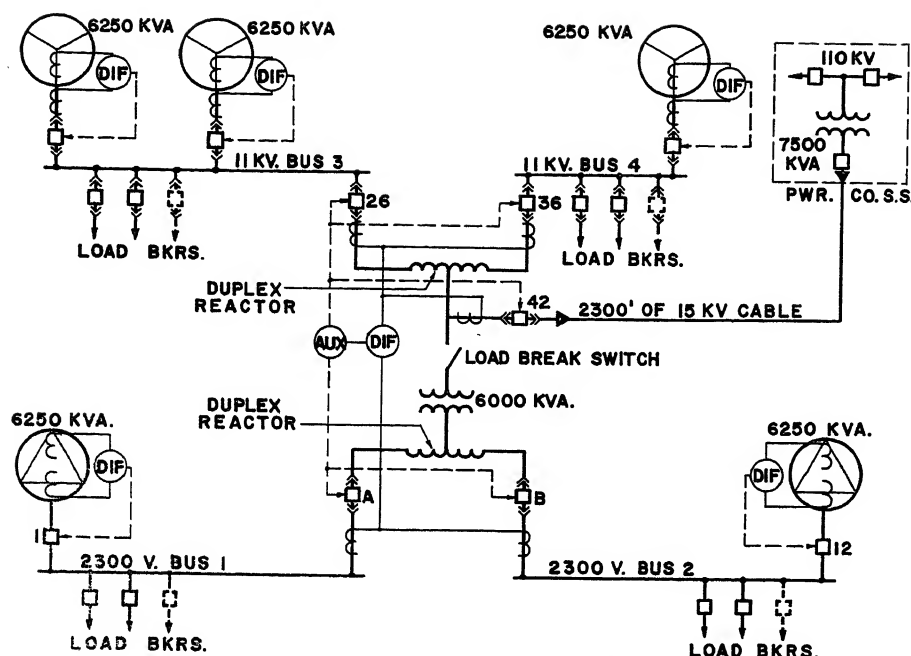 6250 KVA
6250 KVA
6250 KVA
110 KV
DIF
DIF
DIF
7500
KVA
11 KV. BUS 3
11 KV. BUS 4
PWR. CO. S.S.
26
36
LOAD BKRS.
LOAD BKRS.
DUPLEX
REACTOR
42
2300' OF 15 KV CABLE
AUX
DIF
LOAD BREAK SWITCH
6000 KVA.
DUPLEX
REACTOR
6250 KVA.
6250 KVA.
DIF
DIF
A
B
1
12
2300 V. BUS 1
2300 V. BUS 2
LOAD BKRS.
LOAD BKRS.